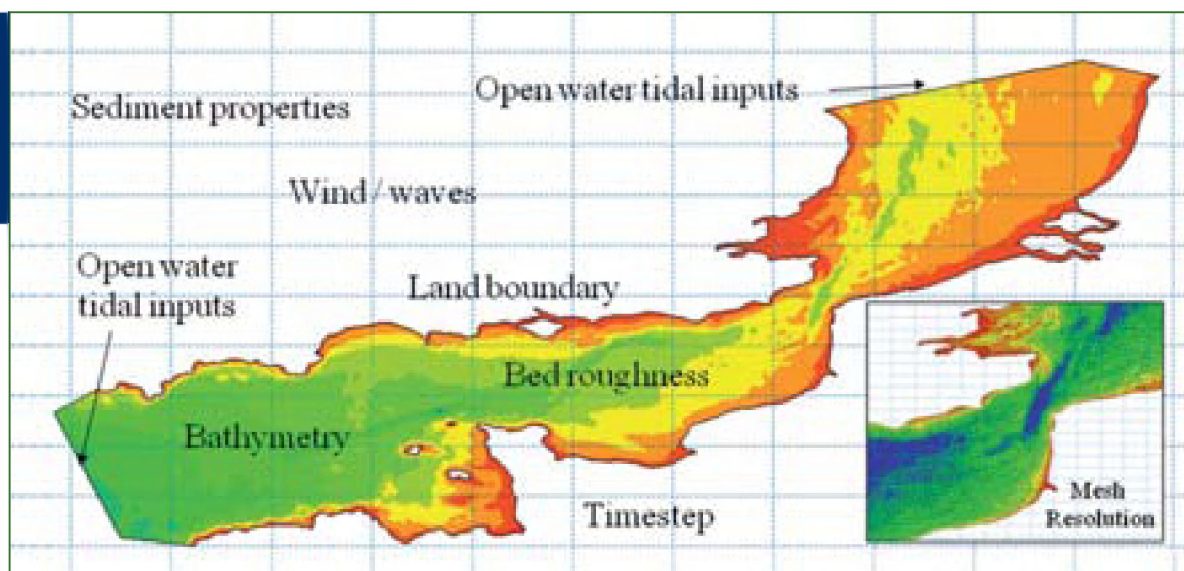 Open water tidal inputs
Sediment properties
Wind / waves
Open water
tidal inputs
Land boundary
Bed roughness
Bathymetry
Timestep
Mesh
Resolution